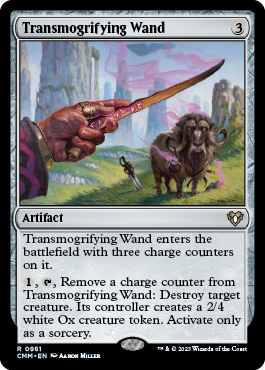 Transmogrifying Wand 3
Artifact
Transmogrifying Wand enters the
battlefield with three charge counters
on it.
1, , Remove a charge counter from
Transmogrifying Wand: Destroy target
creature. Its controller creates a 2/4
white Ox creature token. Activate only
as a sorcery.
R 0981
CMM • EN AARON MILLER
™ & © 2023 Wizards of the Coast